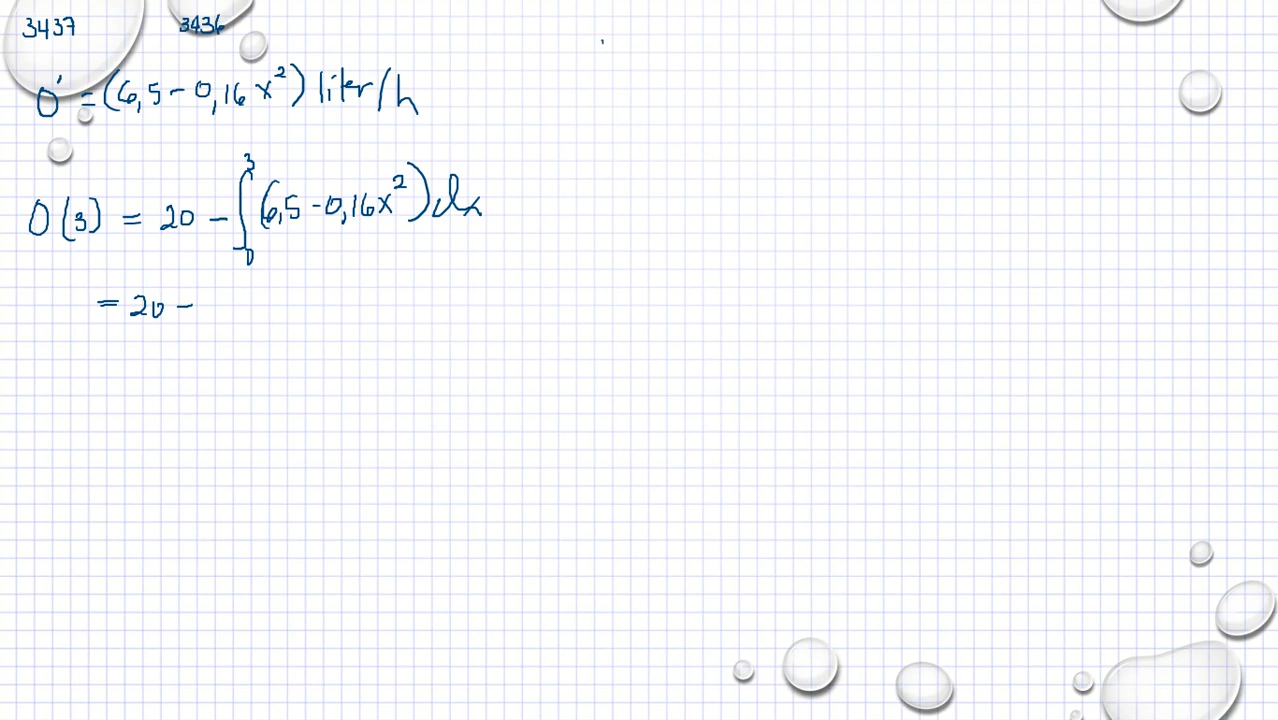 3437 3436
O' = (6,5 - 0,16x²) liter/h
O(3) = 20 - ∫₀³ (6,5 - 0,16x²) dx
= 20 -